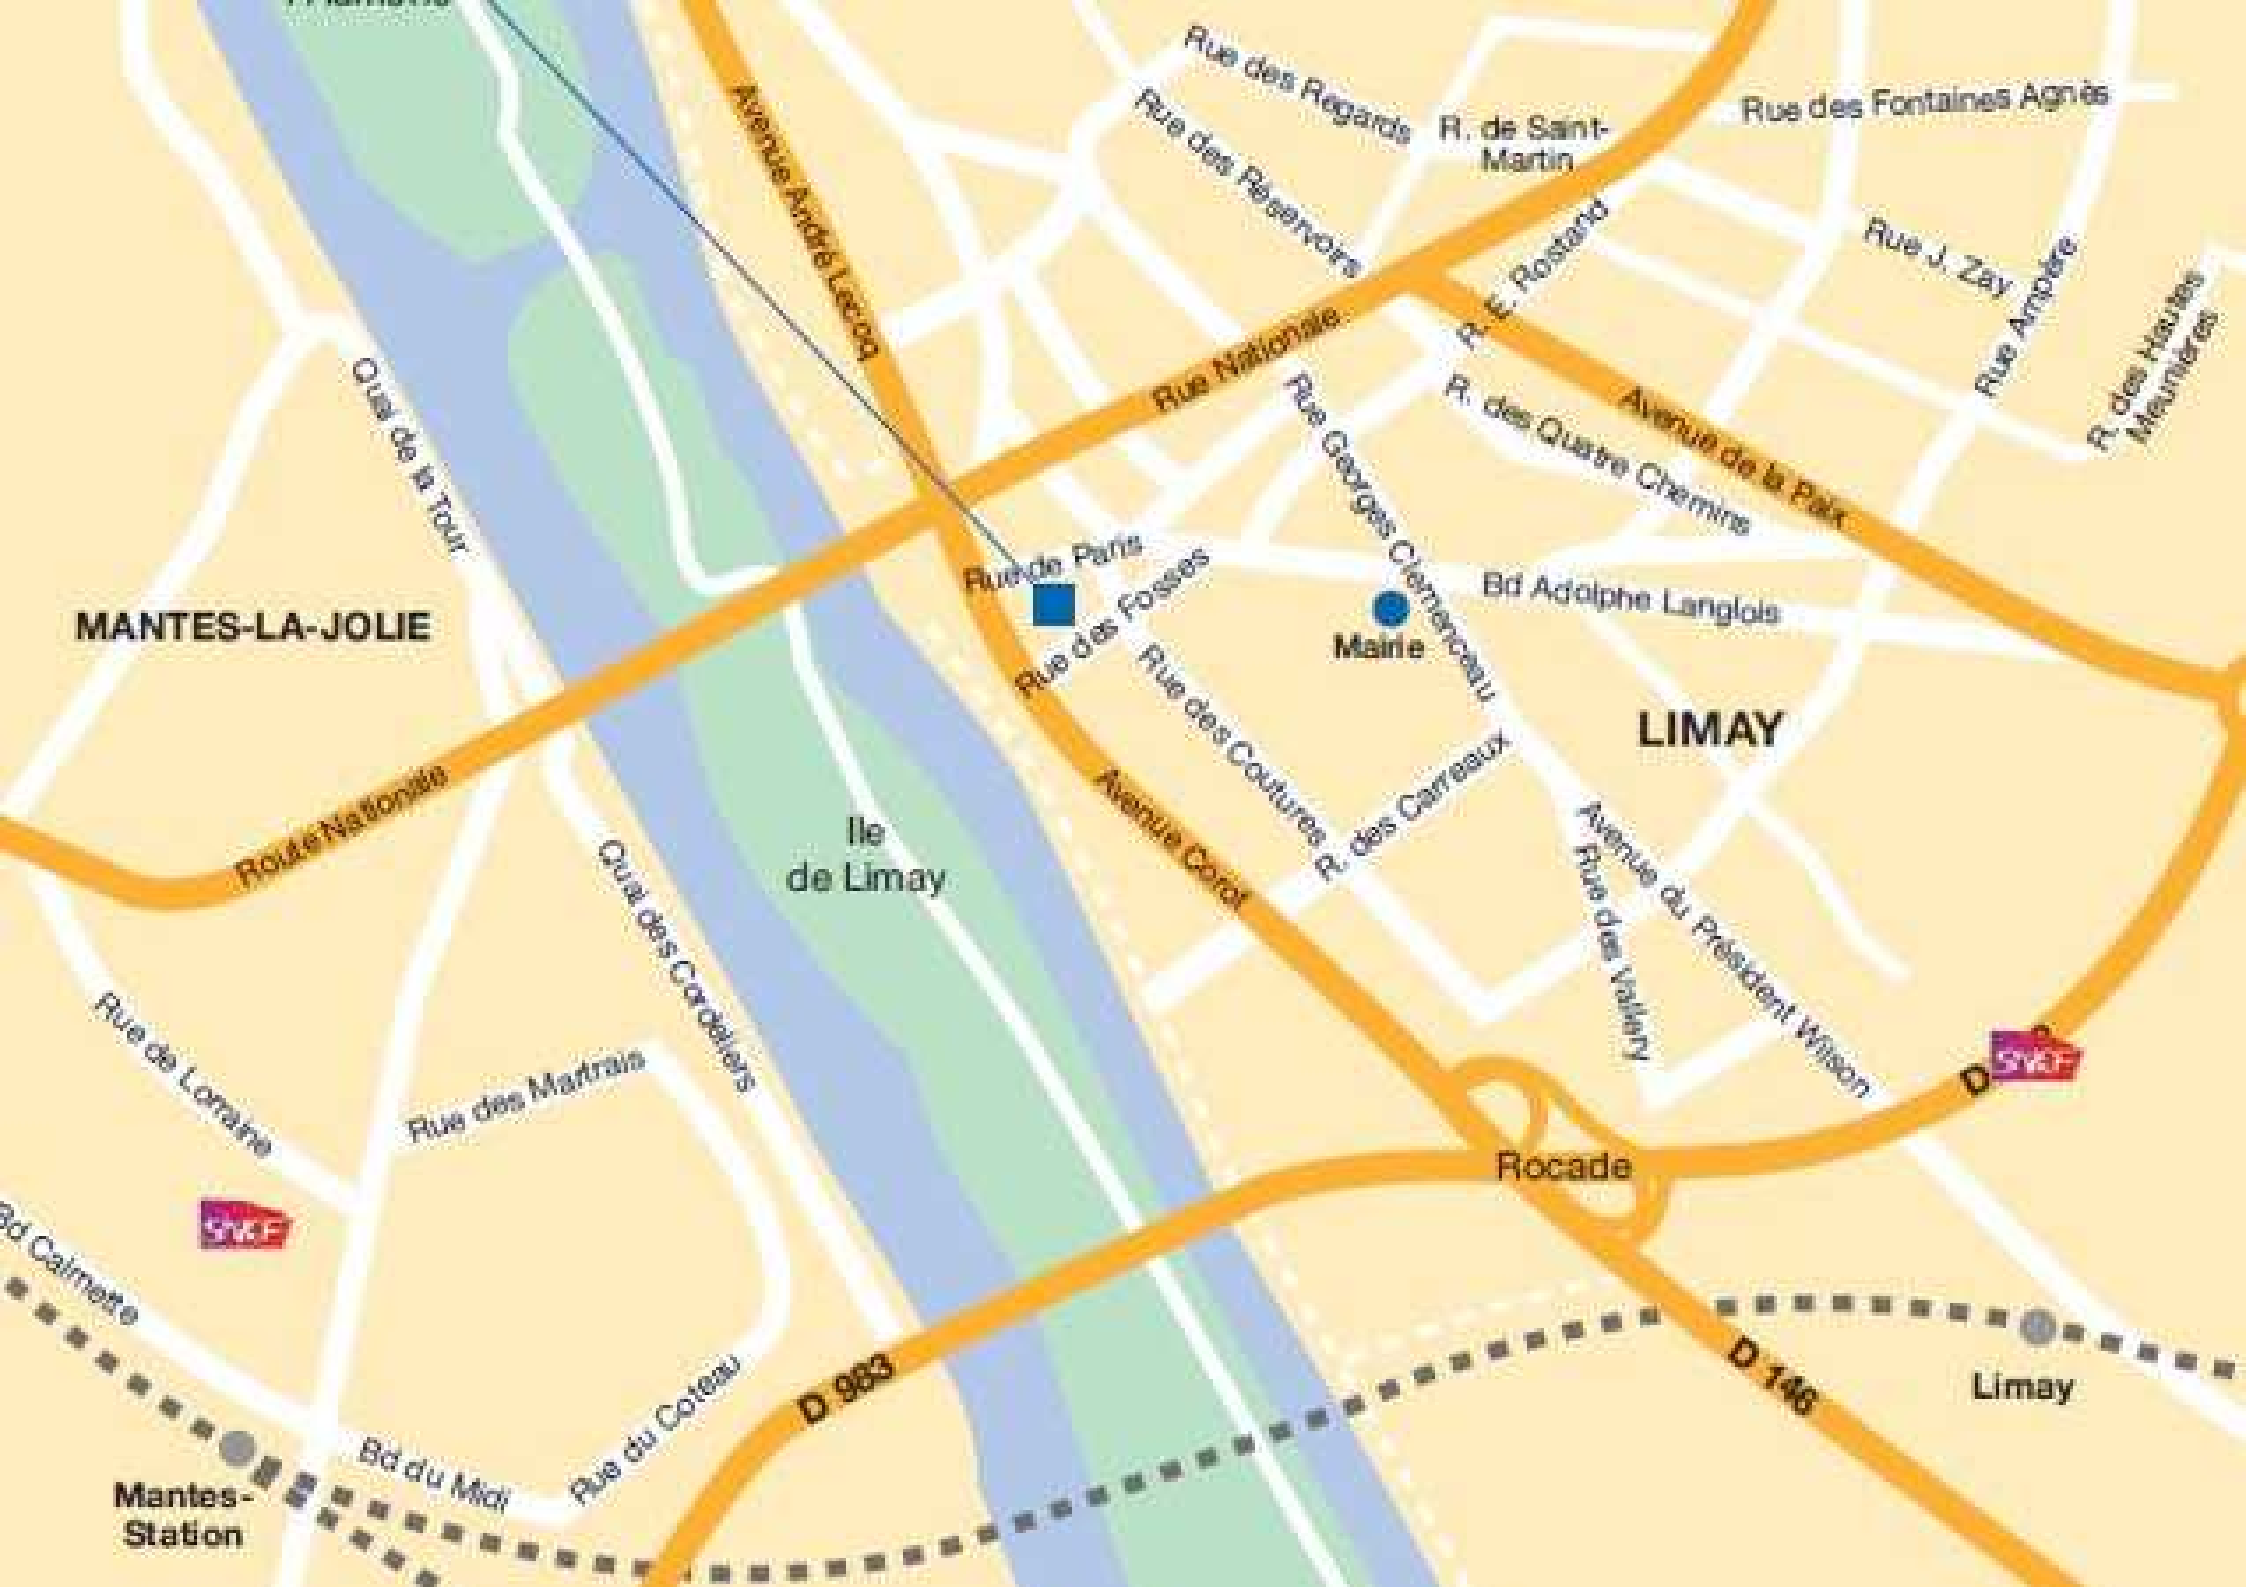 Rue des Regards
Rue des Réservoirs
R. de Saint-
Martin
Rue des Fontaines Agnès
Avenue André Lecoq
R. E. Rostand
Rue J. Zay
Rue Ampère
R. des Hautes
Meunières
Quai de la Tour
Rue Nationale
Rue Georges Clemenceau
R. des Quatre Chemins
Avenue de la Paix
Rue de Paris
Rue des Fosses
Bd Adolphe Langlois
MANTES-LA-JOLIE
Mairie
LIMAY
Rue des Coutures
R. des Carreaux
Route Nationale
Avenue Corot
Ile
de Limay
Avenue du Président Wilson
Rue des Vallery
Quai des Cordeliers
Rue de Lorraine
Rue des Martrais
SNCF
D
Rocade
SNCF
Bd Calmette
D 983
D 146
Limay
Rue du Coteau
Bd du Midi
Mantes-
Station